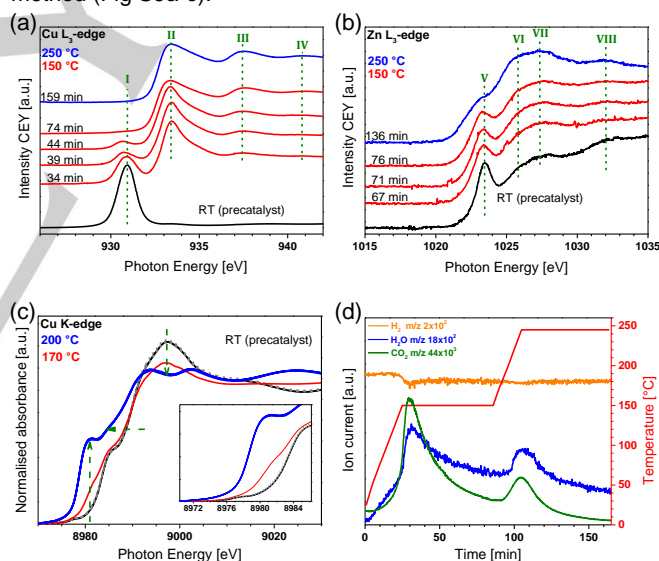 (a)
Cu L₃-edge
250 °C
150 °C
I
II
III
IV
159 min
74 min
44 min
39 min
34 min
RT (precatalyst)
Intensity CEY [a.u.]
930 935 940
Photon Energy [eV]
(b)
Zn L₃-edge
250 °C
150 °C
V
VI
VII
VIII
136 min
76 min
71 min
67 min
RT (precatalyst)
Intensity CEY [a.u.]
1015 1020 1025 1030 1035
Photon Energy [eV]
(c)
Cu K-edge
200 °C
170 °C
RT (precatalyst)
Normalised absorbance [a.u.]
8972 8976 8980 8984
8980 9000 9020
Photon Energy [eV]
(d)
H₂ m/z 2x10²
H₂O m/z 18x10²
CO₂ m/z 44x10³
Ion current [a.u.]
250
200
150
100
50
0
Temperature [°C]
0 50 100 150
Time [min]